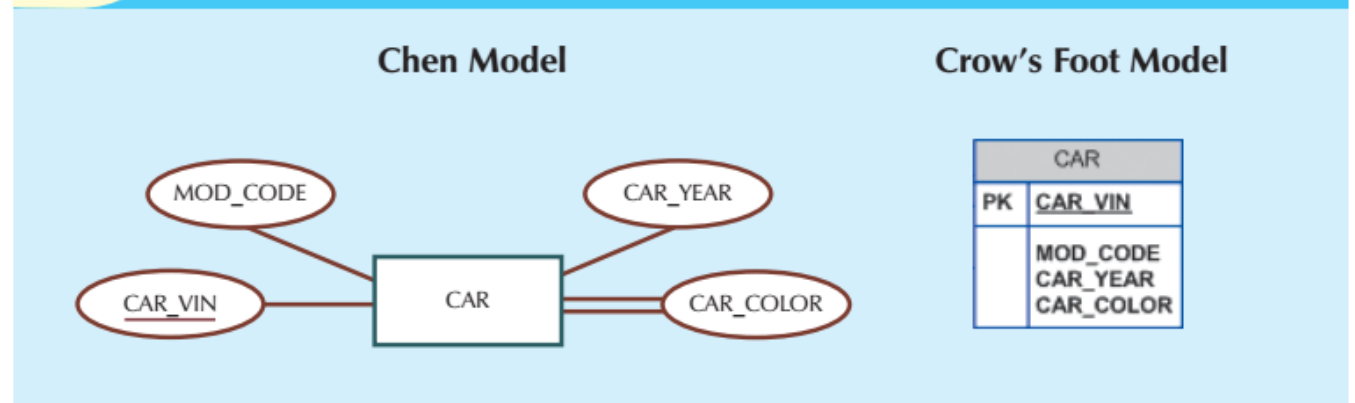 Chen Model
Crow's Foot Model
MOD_CODE
CAR_YEAR
CAR_VIN
CAR
CAR_COLOR
CAR
PK CAR_VIN
MOD_CODE
CAR_YEAR
CAR_COLOR